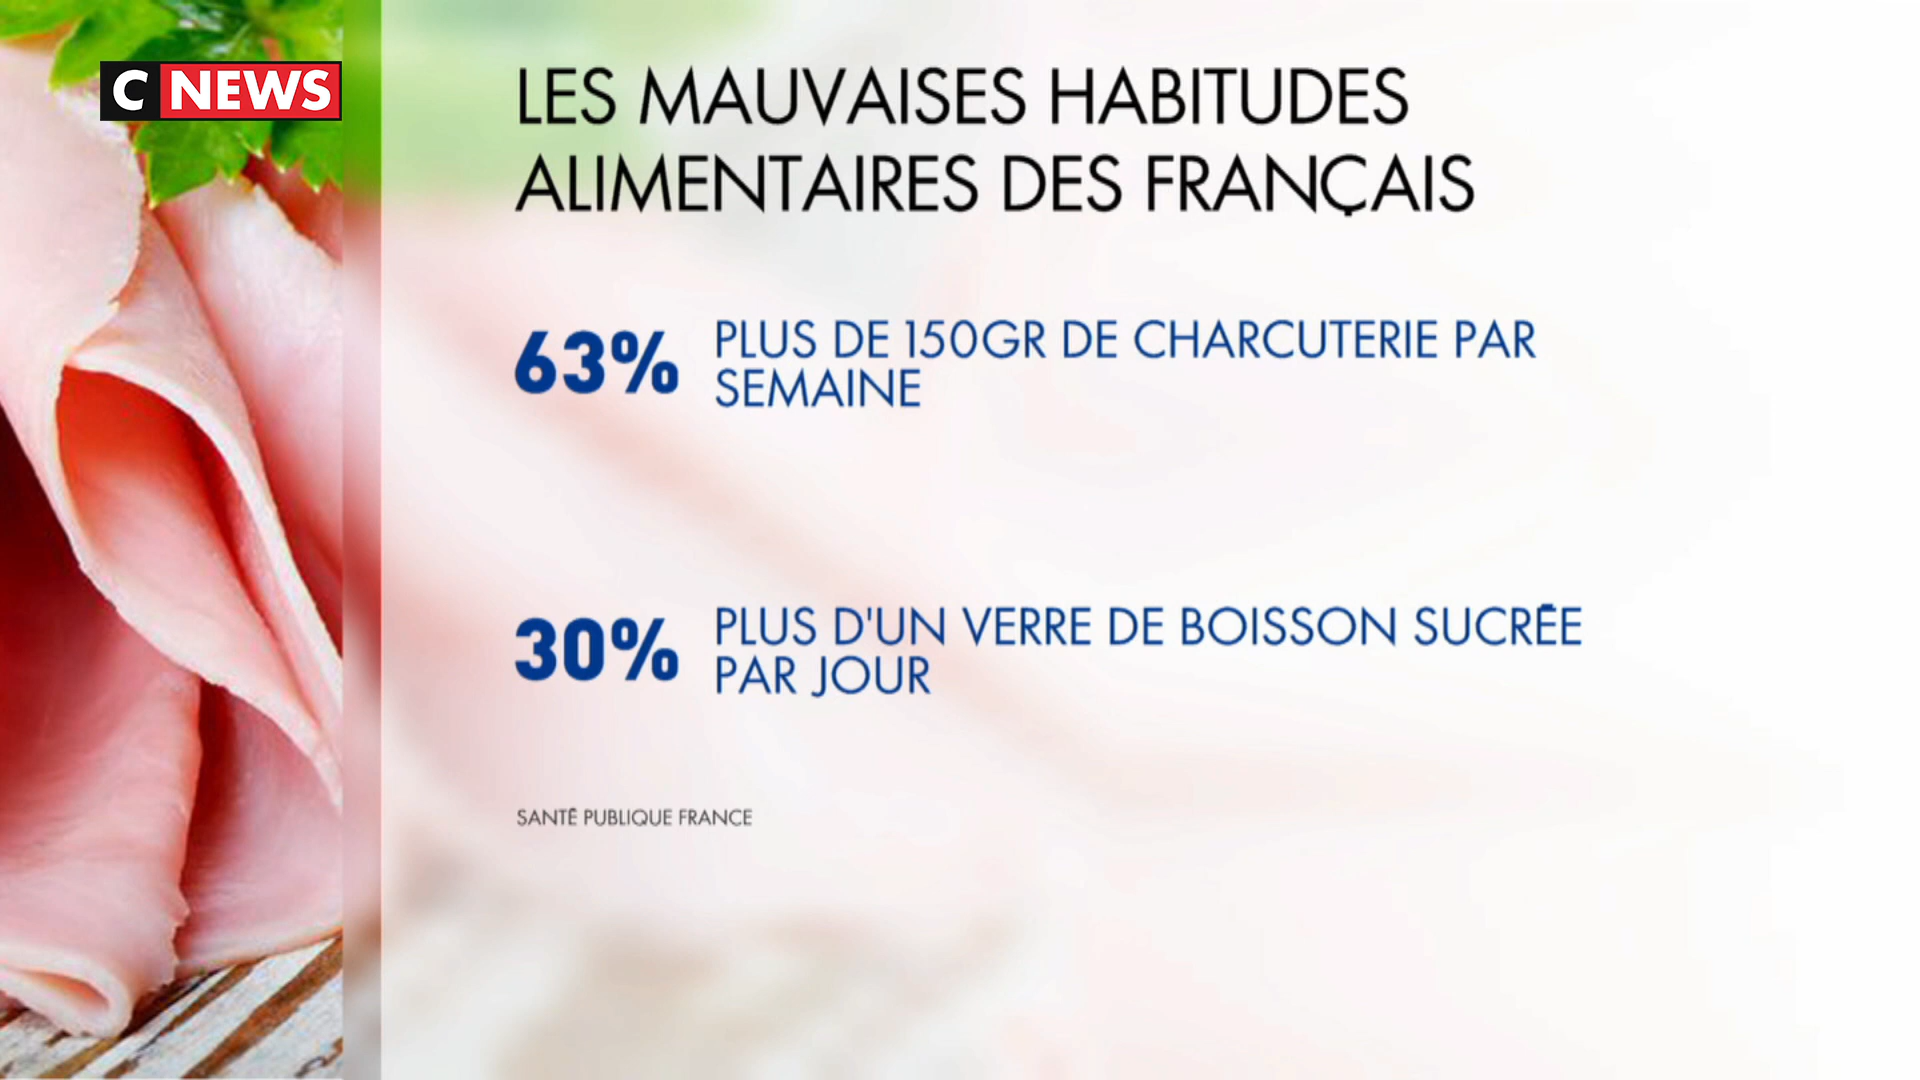 C NEWS
LES MAUVAISES HABITUDES
ALIMENTAIRES DES FRANÇAIS
63%
PLUS DE 150GR DE CHARCUTERIE PAR
SEMAINE
30%
PLUS D'UN VERRE DE BOISSON SUCRÉE
PAR JOUR
SANTÉ PUBLIQUE FRANCE